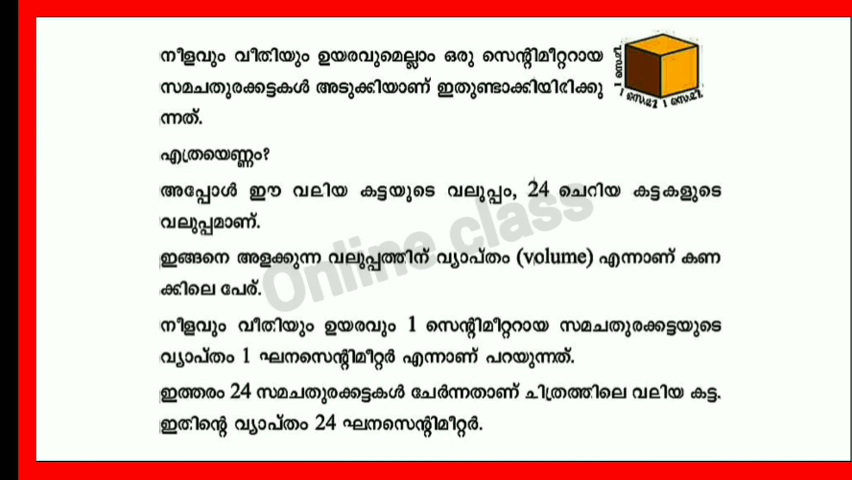 നീളവും വീതിയും ഉയരവുമെല്ലാം ഒരു സെന്റിമീറ്ററായ
സമചതുരക്കട്ടകൾ അടുക്കിയാണ് ഇതുണ്ടാക്കിയിരിക്കു
ന്നത്.
1 സെ.മീ.
1 സെ.മീ.
1 സെ.മീ.
എത്രയെണ്ണം?
അപ്പോൾ ഈ വലിയ കട്ടയുടെ വലുപ്പം, 24 ചെറിയ കട്ടകളുടെ
വലുപ്പമാണ്.
ഇങ്ങനെ അളക്കുന്ന വലുപ്പത്തിന് വ്യാപ്തം (volume) എന്നാണ് കണ
ക്കിലെ പേര്.
നീളവും വീതിയും ഉയരവും 1 സെന്റിമീറ്ററായ സമചതുരക്കട്ടയുടെ
വ്യാപ്തം 1 ഘനസെന്റിമീറ്റർ എന്നാണ് പറയുന്നത്.
ഇത്തരം 24 സമചതുരക്കട്ടകൾ ചേർന്നതാണ് ചിത്രത്തിലെ വലിയ കട്ട.
ഇതിന്റെ വ്യാപ്തം 24 ഘനസെന്റിമീറ്റർ.
Online class